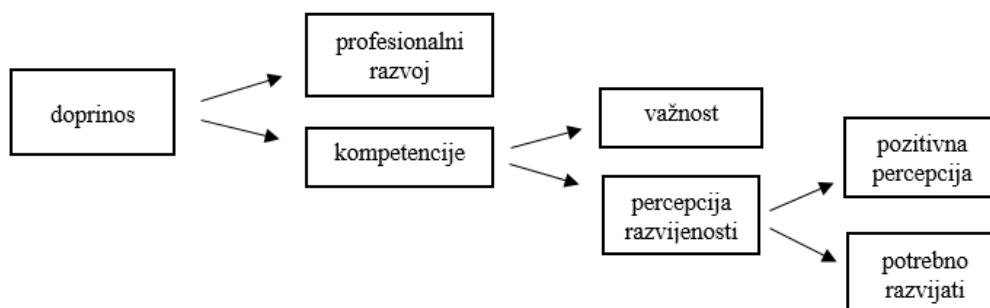 doprinos
profesionalni
razvoj
kompetencije
važnost
percepcija
razvijenosti
pozitivna
percepcija
potrebno
razvijati